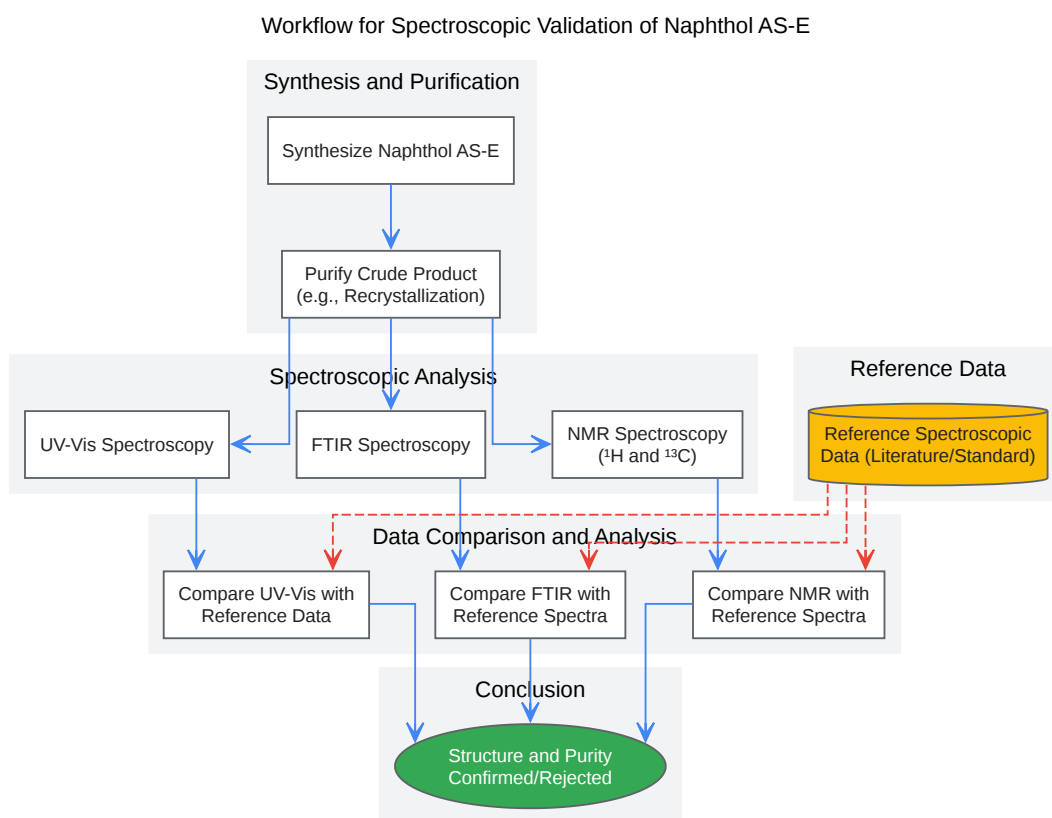 Workflow for Spectroscopic Validation of Naphthol AS-E
Synthesis and Purification
Synthesize Naphthol AS-E
Purify Crude Product
(e.g., Recrystallization)
Spectroscopic Analysis
UV-Vis Spectroscopy
FTIR Spectroscopy
NMR Spectroscopy
(¹H and ¹³C)
Reference Data
Reference Spectroscopic
Data (Literature/Standard)
Data Comparison and Analysis
Compare UV-Vis with
Reference Data
Compare FTIR with
Reference Spectra
Compare NMR with
Reference Spectra
Conclusion
Structure and Purity
Confirmed/Rejected